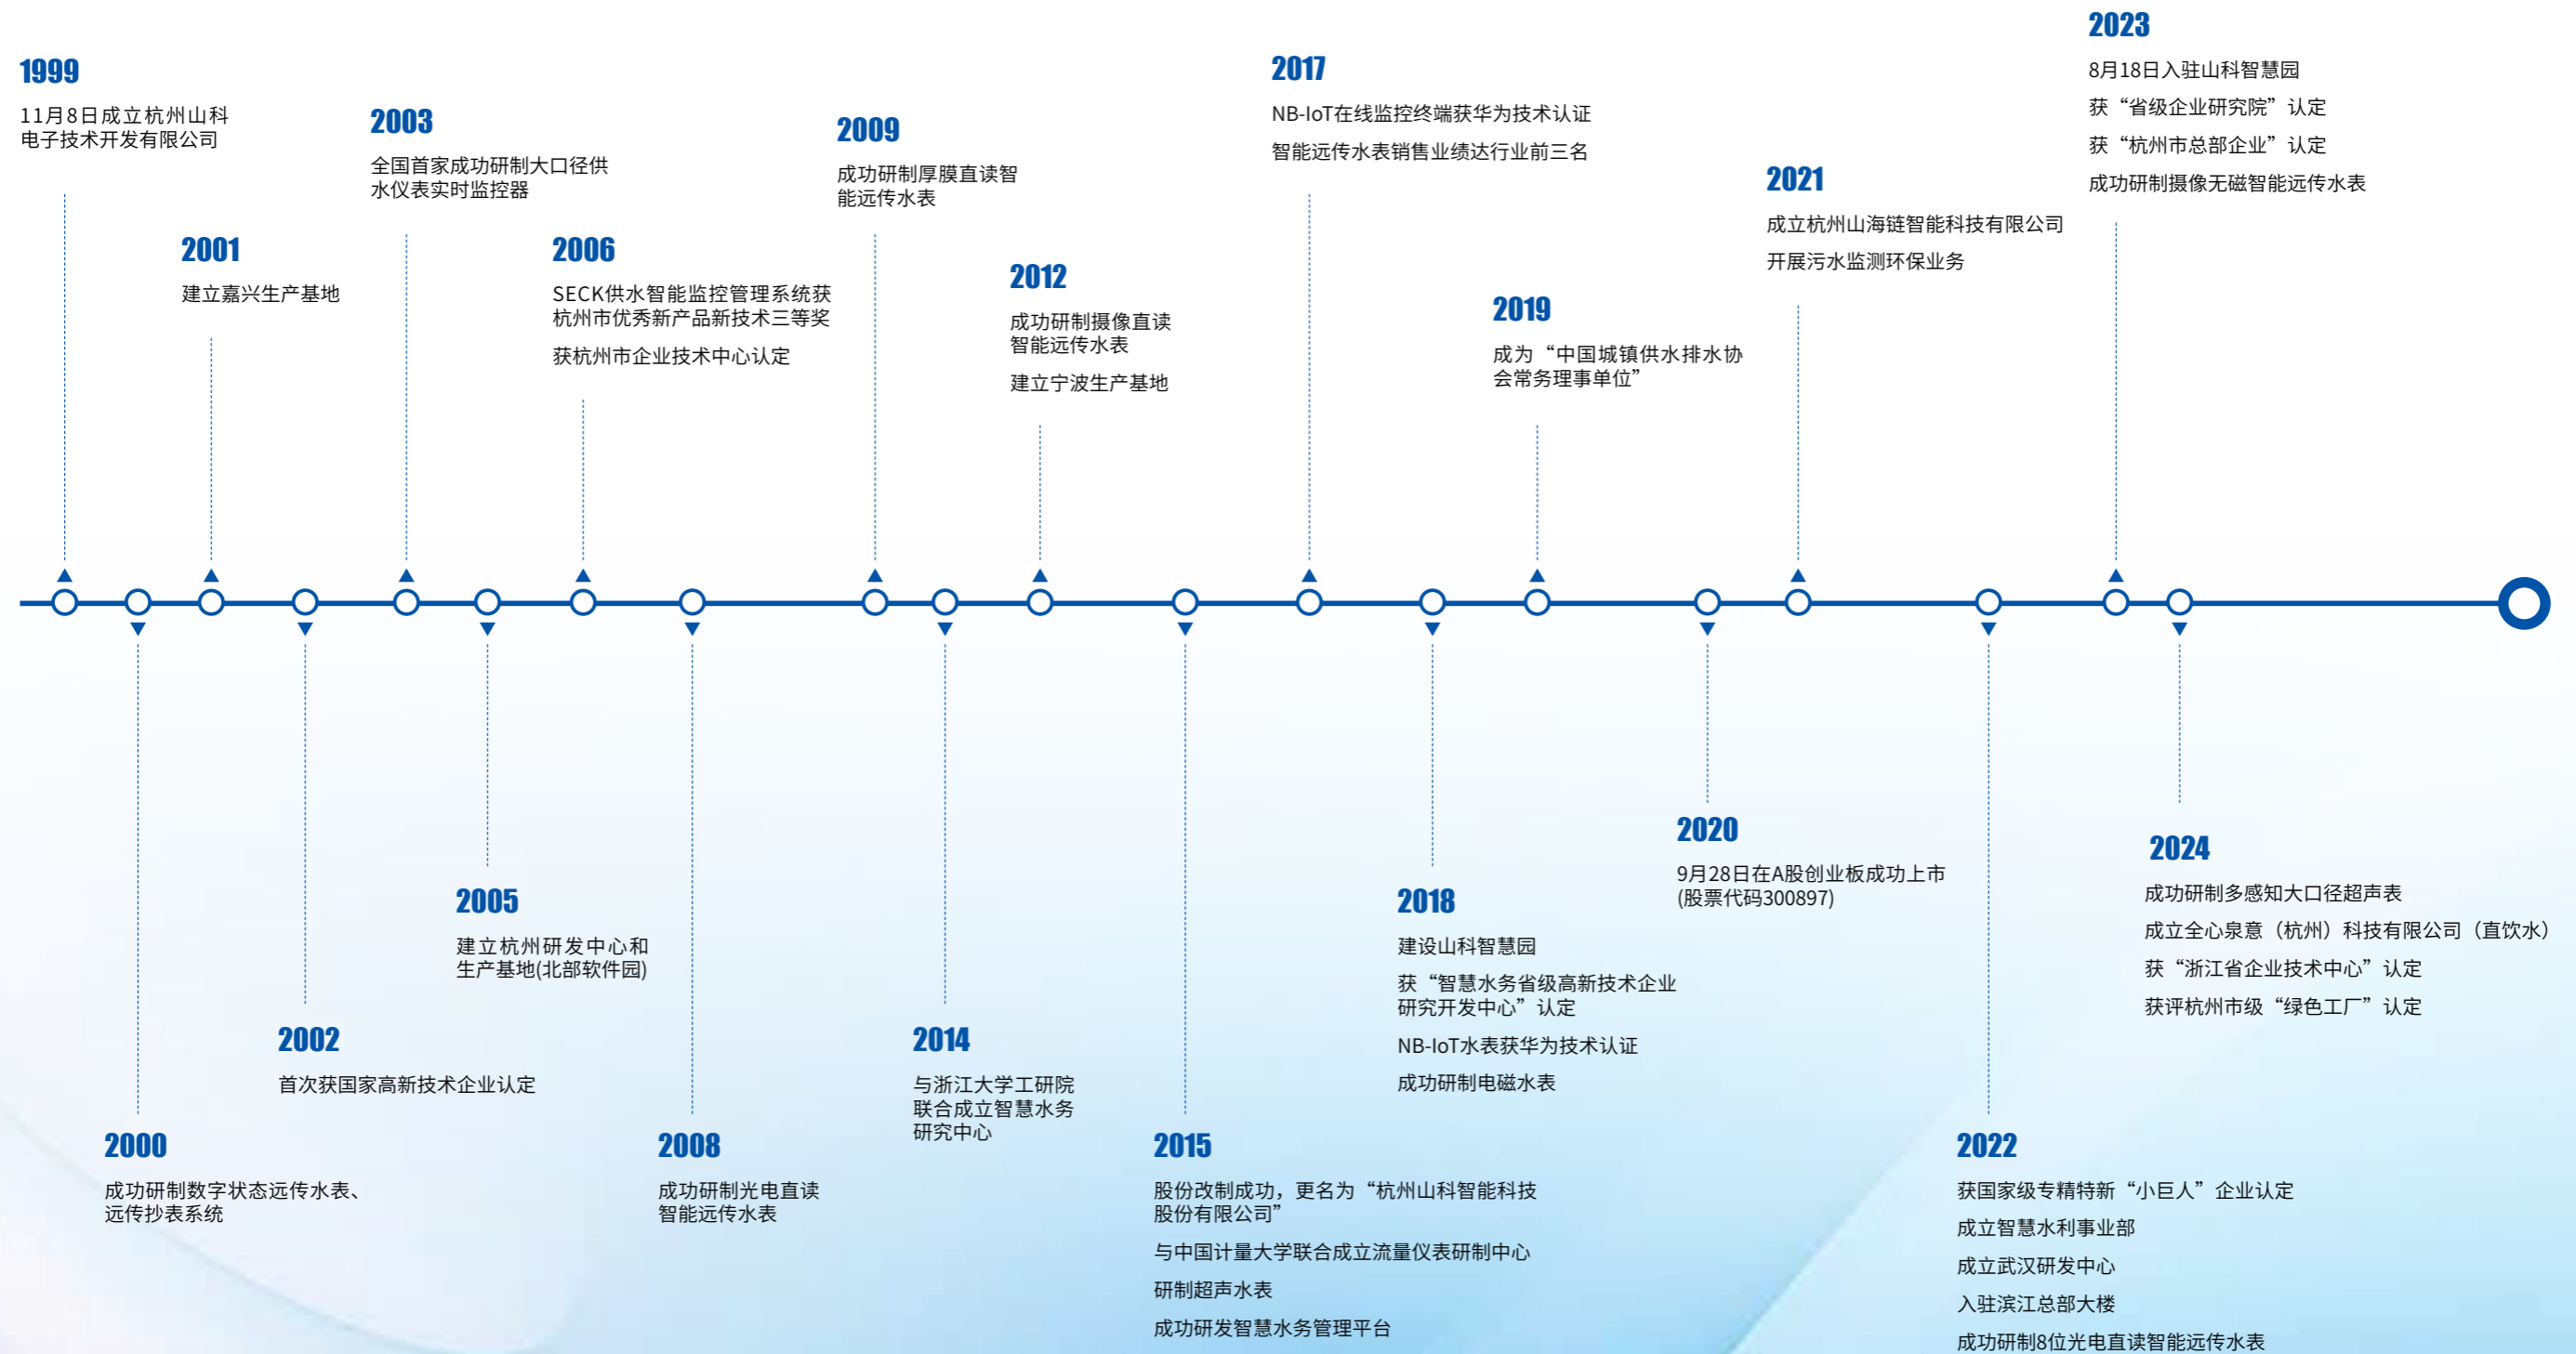 1999
11月8日成立杭州山科
电子技术开发有限公司
2000
成功研制数字状态远传水表、
远传抄表系统
2001
建立嘉兴生产基地
2002
首次获国家高新技术企业认定
2003
全国首家成功研制大口径供
水仪表实时监控器
2005
建立杭州研发中心和
生产基地(北部软件园)
2006
SECK供水智能监控管理系统获
杭州市优秀新产品新技术三等奖
获杭州市企业技术中心认定
2008
成功研制光电直读
智能远传水表
2009
成功研制厚膜直读智
能远传水表
2014
与浙江大学工研院
联合成立智慧水务
研究中心
2012
成功研制摄像直读
智能远传水表
建立宁波生产基地
2015
股份改制成功，更名为“杭州山科智能科技
股份有限公司”
与中国计量大学联合成立流量仪表研制中心
研制超声水表
成功研发智慧水务管理平台
2017
NB-IoT在线监控终端获华为技术认证
智能远传水表销售业绩达行业前三名
2018
建设山科智慧园
获“智慧水务省级高新技术企业
研究开发中心”认定
NB-IoT水表获华为技术认证
成功研制电磁水表
2019
成为“中国城镇供水排水协
会常务理事单位”
2020
9月28日在A股创业板成功上市
(股票代码300897)
2021
成立杭州山海链智能科技有限公司
开展污水监测环保业务
2022
获国家级专精特新“小巨人”企业认定
成立智慧水利事业部
成立武汉研发中心
入驻滨江总部大楼
成功研制8位光电直读智能远传水表
2023
8月18日入驻山科智慧园
获“省级企业研究院”认定
获“杭州市总部企业”认定
成功研制摄像无磁智能远传水表
2024
成功研制多感知大口径超声表
成立全心泉意（杭州）科技有限公司（直饮水）
获“浙江省企业技术中心”认定
获评杭州市级“绿色工厂”认定